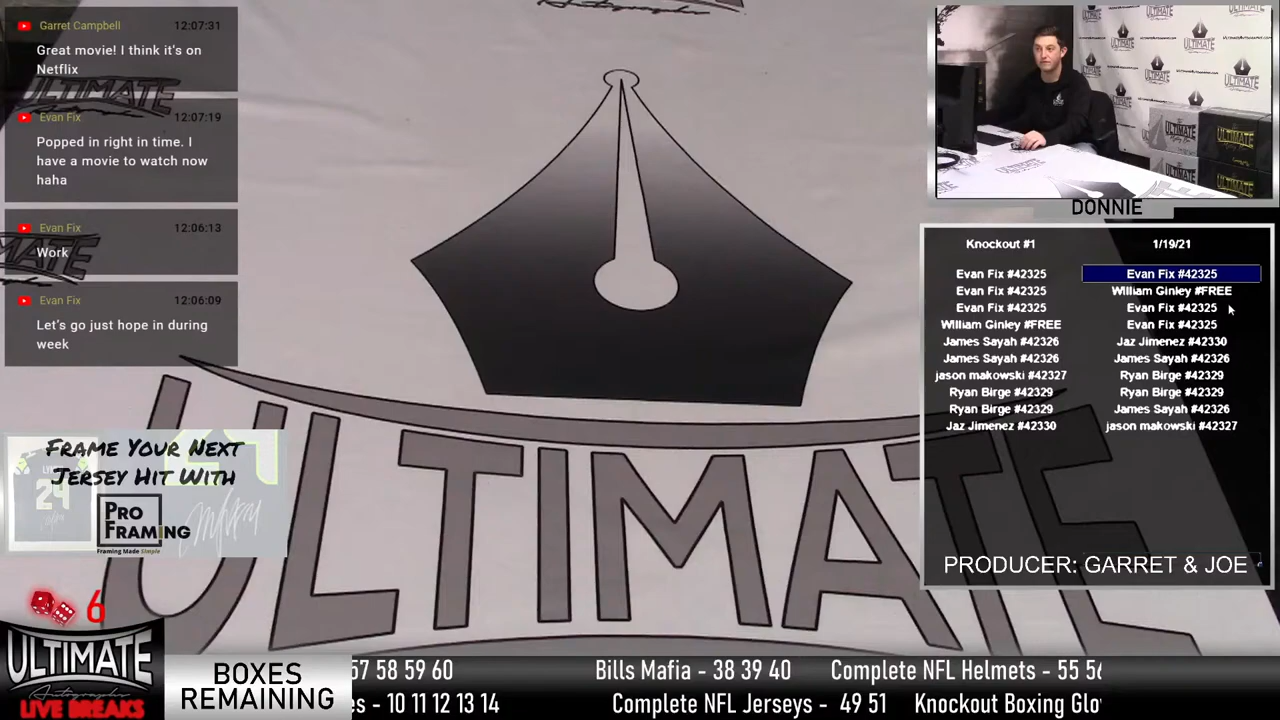 Garret Campbell 12:07:31
Great movie! I think it's on
Netflix
Evan Fix 12:07:19
Popped in right in time. I
have a movie to watch now
haha
Evan Fix 12:06:13
Work
Evan Fix 12:06:09
Let's go just hope in during
week
Autographs
ULTIMATE
DONNIE
Knockout #1 1/19/21
Evan Fix #42325 Evan Fix #42325
Evan Fix #42325 William Ginley #FREE
Evan Fix #42325 Evan Fix #42325
William Ginley #FREE Evan Fix #42325
James Sayah #42326 Jaz Jimenez #42330
James Sayah #42326 James Sayah #42326
jason makowski #42327 Ryan Birge #42329
Ryan Birge #42329 Ryan Birge #42329
Ryan Birge #42329 James Sayah #42326
Jaz Jimenez #42330 jason makowski #42327
PRODUCER: GARRET & JOE
FRAME YOUR NEXT
JERSEY HIT WITH
24
PRO
FRAMING
Framing Made Simple
ULTIMATE
6
ULTIMATE
Autographs
LIVE BREAKS
BOXES
REMAINING
57 58 59 60 Bills Mafia - 38 39 40 Complete NFL Helmets - 55 56
es - 10 11 12 13 14 Complete NFL Jerseys - 49 51 Knockout Boxing Glo